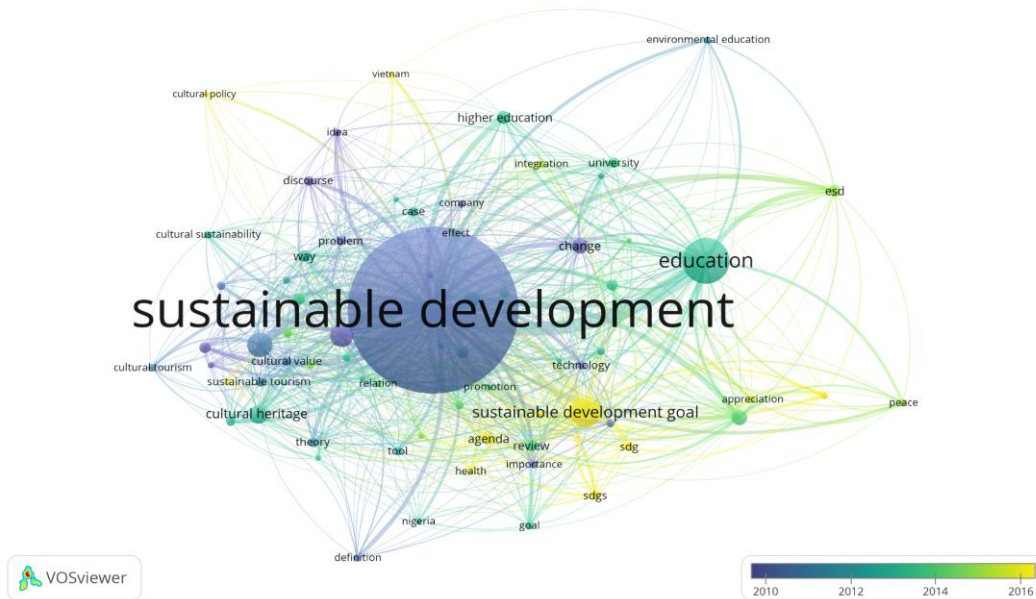 environmental education
vietnam
cultural policy
higher education
idea
integration
university
discourse
esd
company
case
cultural sustainability
problem
effect
change
way
education
sustainable development
cultural tourism
cultural value
technology
sustainable tourism
relation
promotion
appreciation
peace
cultural heritage
sustainable development goal
theory
agenda
review
sdg
tool
health
importance
sdgs
nigeria
goal
definition
VOSviewer
2010 2012 2014 2016